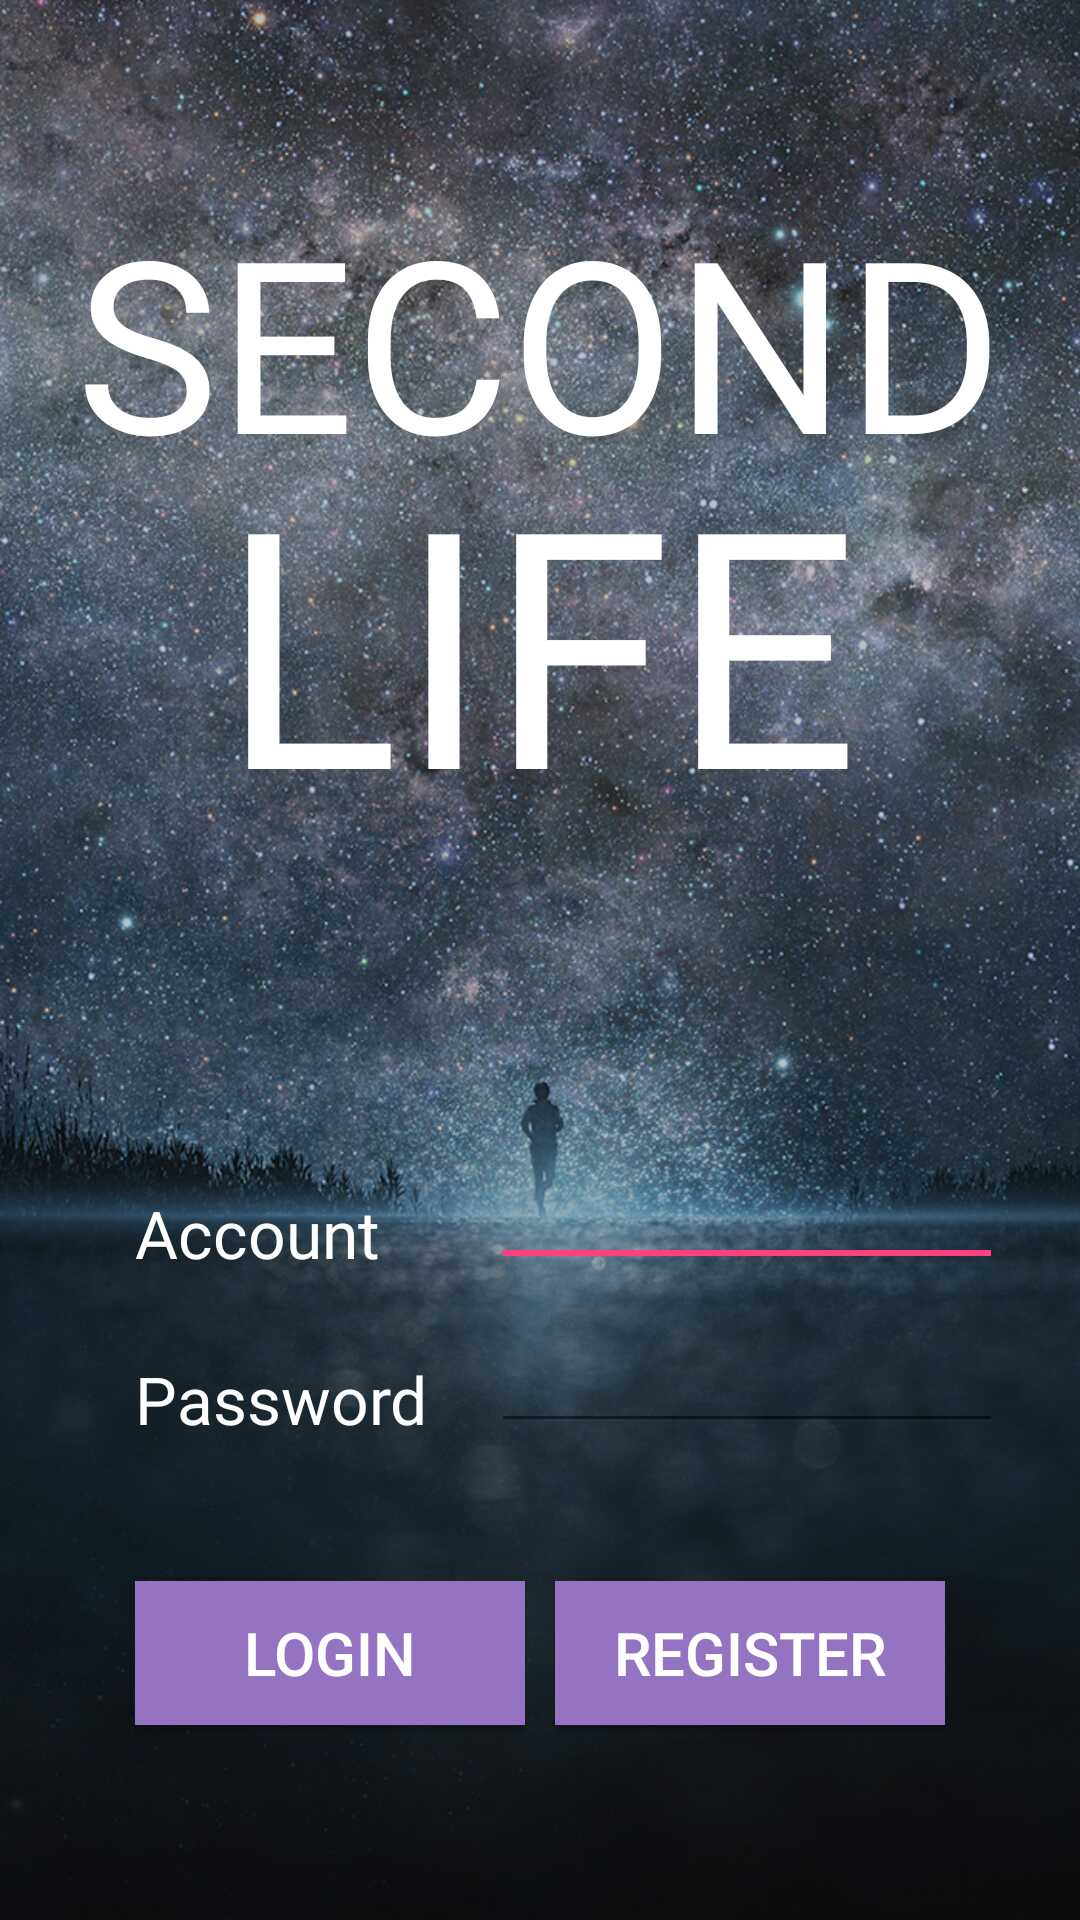 SECOND
LIFE
Account
Password
LOGIN REGISTER